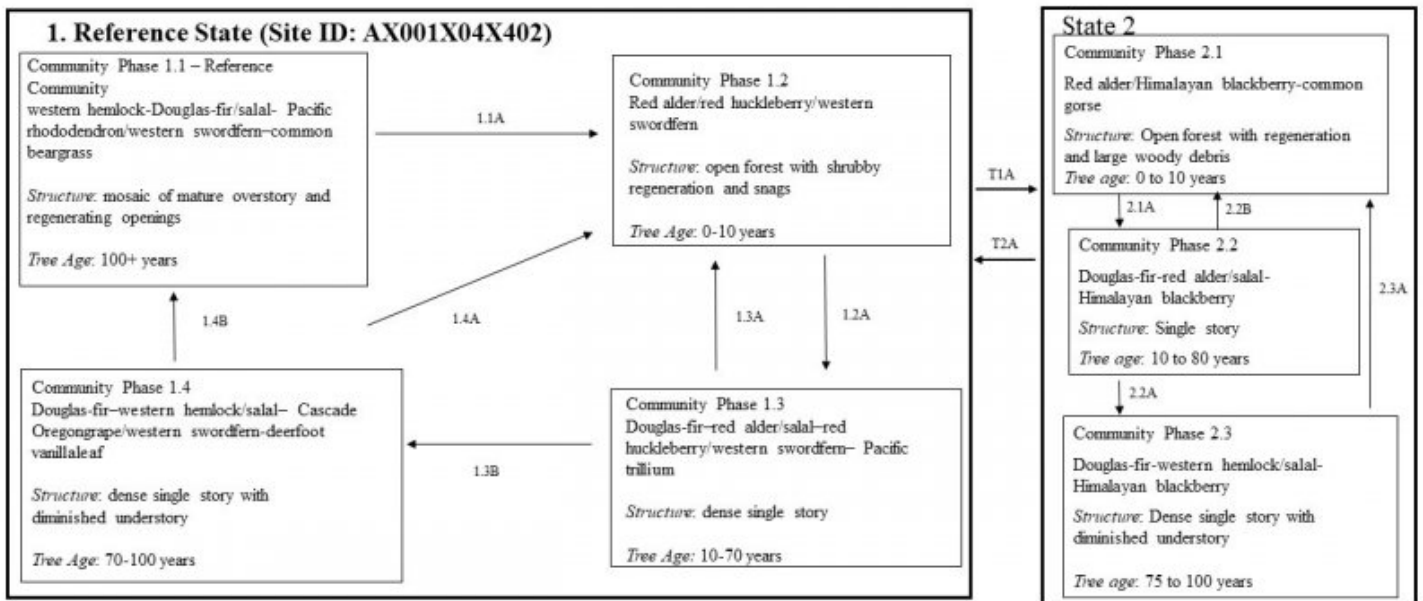 1. Reference State (Site ID: AX001X04X402)
Community Phase 1.1 – Reference
Community
western hemlock-Douglas-fir/salal- Pacific
rhododendron/western swordfern–common
beargrass
Structure: mosaic of mature overstory and
regenerating openings
Tree Age: 100+ years
1.1A
Community Phase 1.2
Red alder/red huckleberry/western
swordfern
Structure: open forest with shrubby
regeneration and snags
Tree Age: 0-10 years
1.4B
1.4A
1.3A
1.2A
Community Phase 1.4
Douglas-fir–western hemlock/salal– Cascade
Oregongrape/western swordfern-deerfoot
vanillaleaf
Structure: dense single story with
diminished understory
Tree Age: 70-100 years
1.3B
Community Phase 1.3
Douglas-fir–red alder/salal–red
huckleberry/western swordfern– Pacific
trillium
Structure: dense single story
Tree Age: 10-70 years
T1A
T2A
State 2
Community Phase 2.1
Red alder/Himalayan blackberry-common
gorse
Structure: Open forest with regeneration
and large woody debris
Tree age: 0 to 10 years
2.1A
2.2B
Community Phase 2.2
Douglas-fir-red alder/salal-
Himalayan blackberry
Structure: Single story
Tree age: 10 to 80 years
2.3A
2.2A
Community Phase 2.3
Douglas-fir-western hemlock/salal-
Himalayan blackberry
Structure: Dense single story with
diminished understory
Tree age: 75 to 100 years